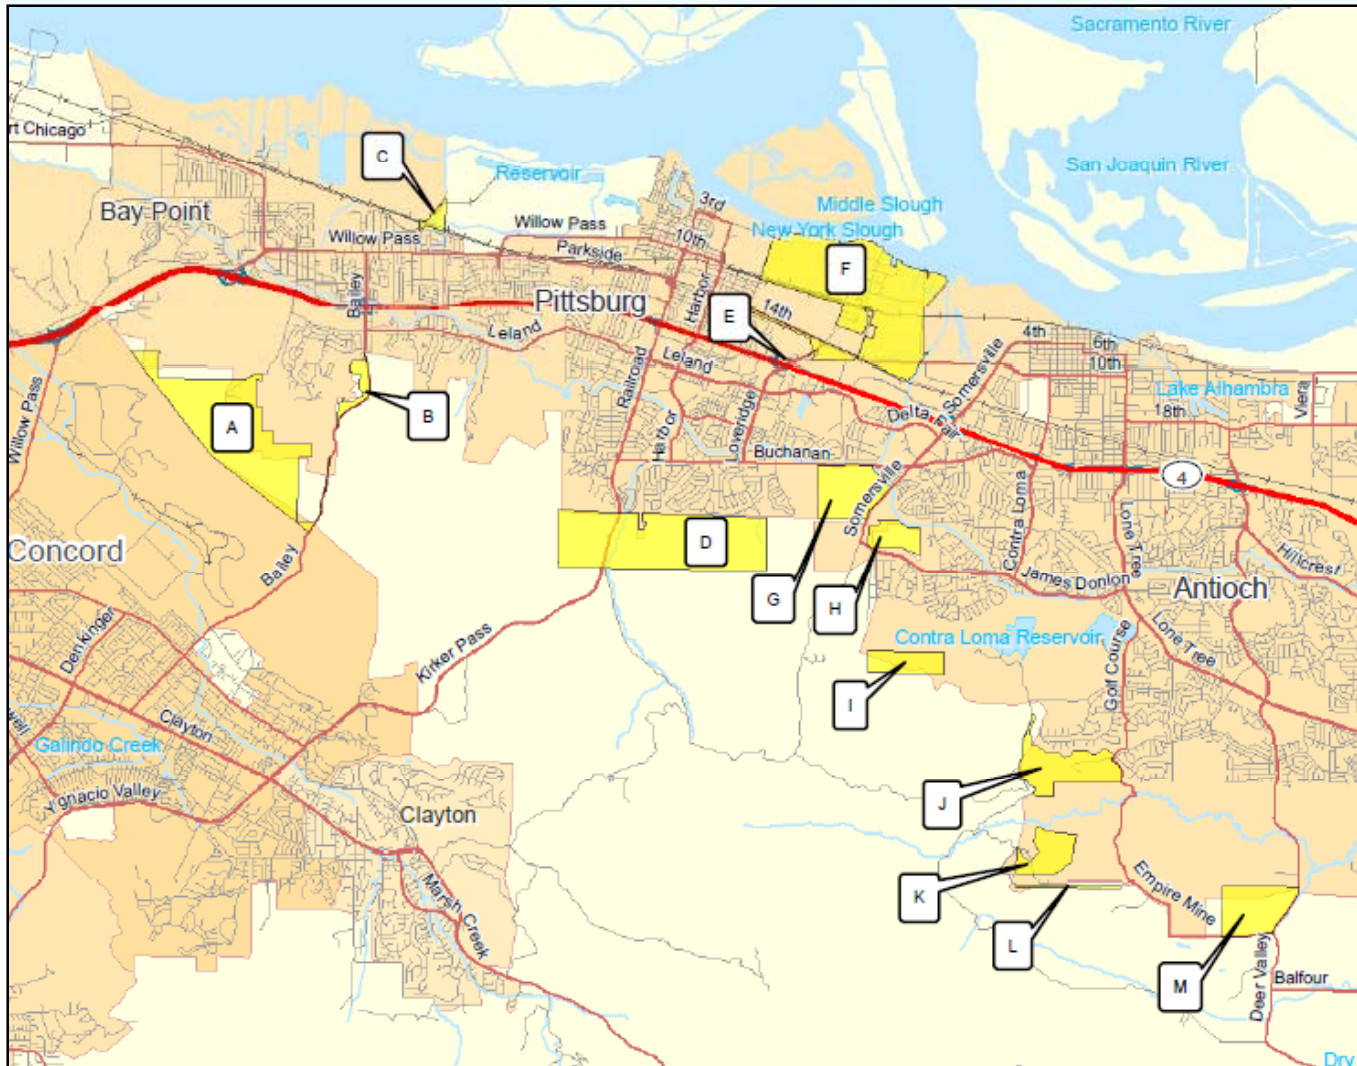 Sacramento River
rt Chicago
C
San Joaquin River
Reservoir
3rd
Bay Point
Middle Slough
Willow Pass
New York Slough
Willow Pass
10th
Parkside
F
Bailey
Harbor
Pittsburg
14th
E
4th
Leland
6th
Somersville
10th
Leland
Railroad
Lake Alhambra
Willow Pass
A
B
Loveridge
Delta Fair
18th
Viera
Harbor
Buchanan
4
Somersville
Contra Loma
Lone Tree
Concord
D
Bailey
G
H
James Donlon
Hillcrest
Antioch
Denkinger
Kirker Pass
Contra Loma Reservoir
Lone Tree
Golf Course
I
Clayton
well
Galindo Creek
Ygnacio Valley
J
Clayton
K
Marsh Creek
Empire Mine
L
M
Deer Valley
Balfour
Dry